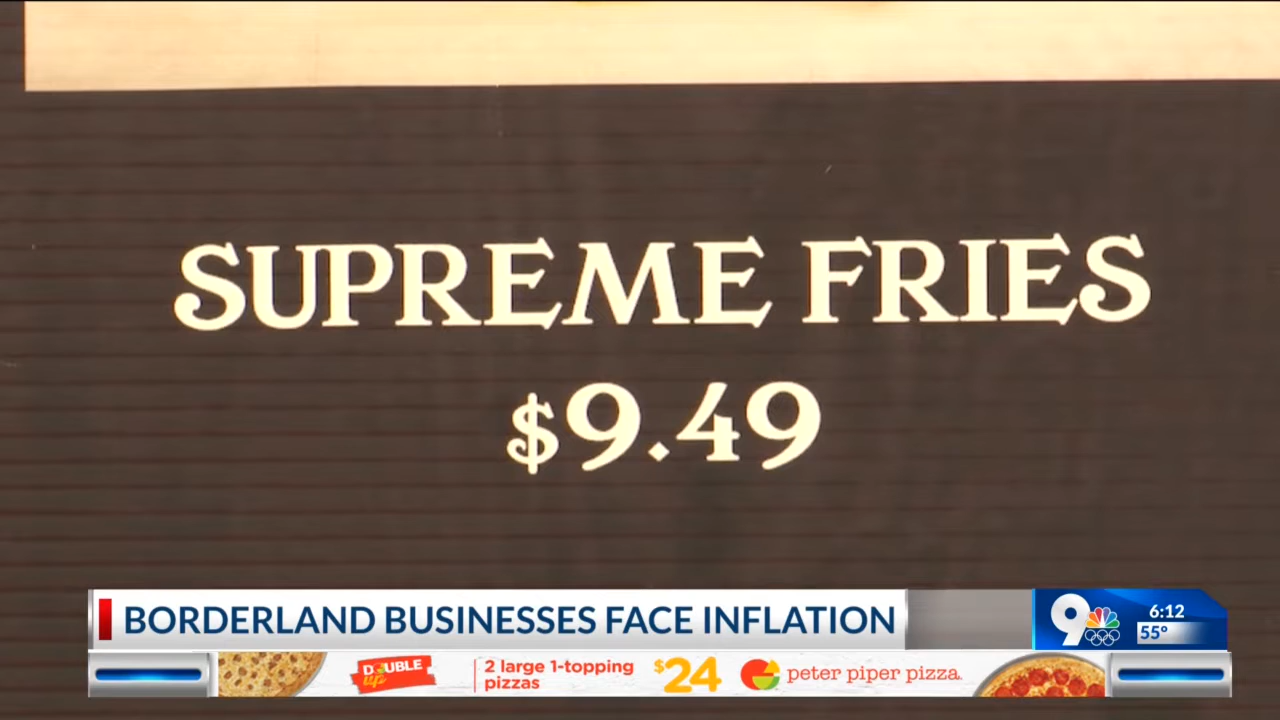 SUPREME FRIES
$9.49
BORDERLAND BUSINESSES FACE INFLATION
9
6:12
55°
DOUBLE
up
2 large 1-topping
pizzas
$24
peter piper pizza.